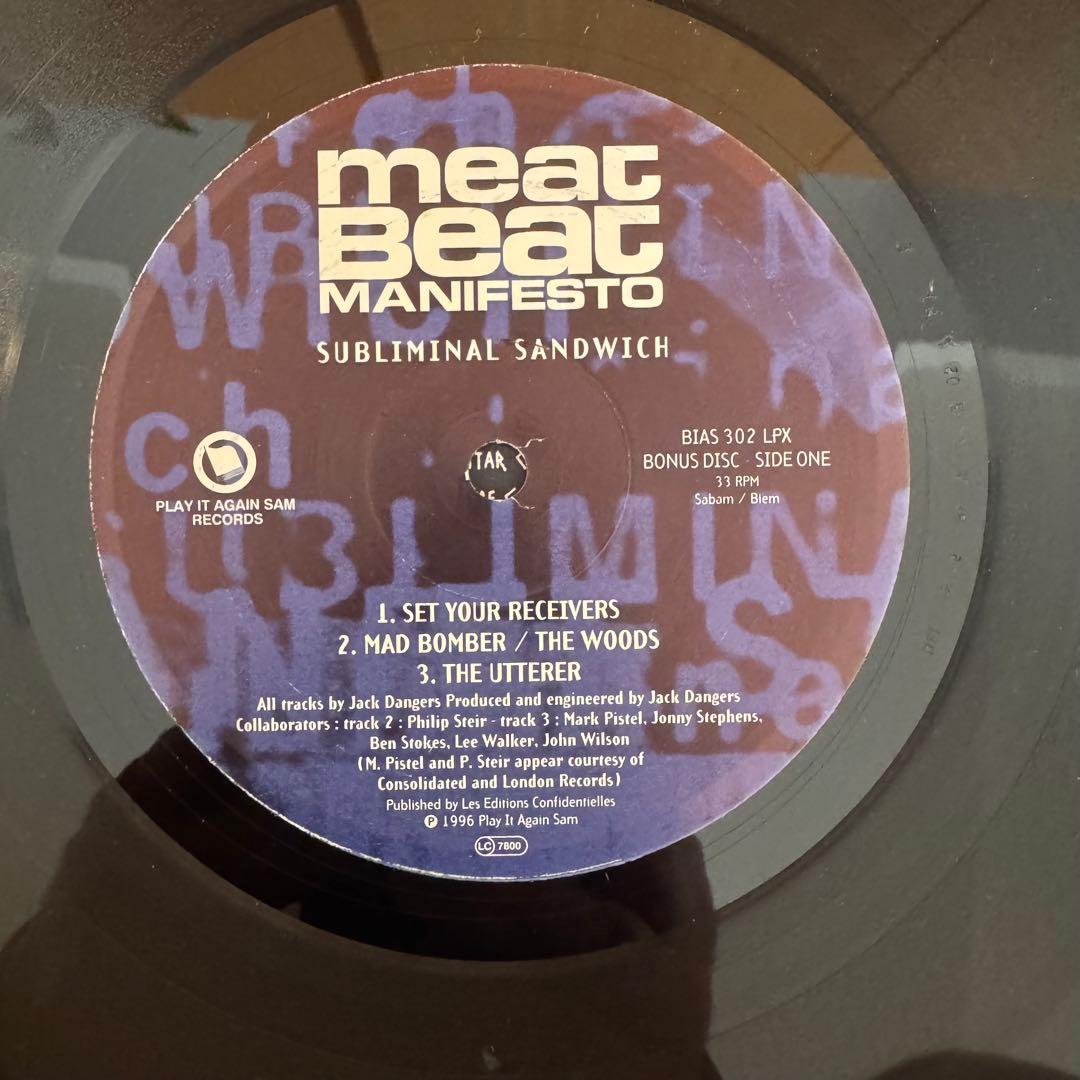 meat
Beat
MANIFESTO
SUBLIMINAL SANDWICH
PLAY IT AGAIN SAM
RECORDS
BIAS 302 LPX
BONUS DISC - SIDE ONE
33 RPM
Sabam / Biem
TAR
1. SET YOUR RECEIVERS
2. MAD BOMBER / THE WOODS
3. THE UTTERER
All tracks by Jack Dangers Produced and engineered by Jack Dangers
Collaborators : track 2 : Philip Steir - track 3 : Mark Pistel, Jonny Stephens,
Ben Stokes, Lee Walker, John Wilson
(M. Pistel and P. Steir appear courtesy of
Consolidated and London Records)
Published by Les Editions Confidentielles
℗ 1996 Play It Again Sam
LC 7800